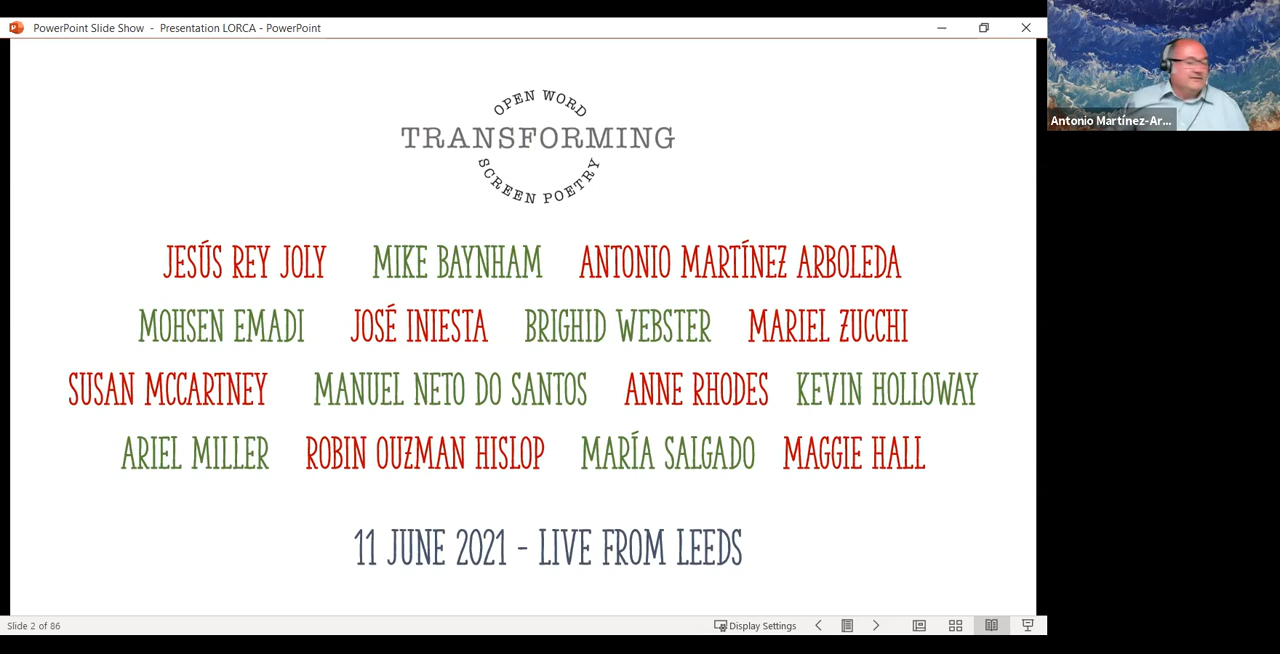 PowerPoint Slide Show - Presentation LORCA - PowerPoint
OPEN WORD
TRANSFORMING
SCREEN POETRY
JESÚS REY JOLY MIKE BAYNHAM ANTONIO MARTÍNEZ ARBOLEDA
MOHSEN EMADI JOSÉ INIESTA BRIGHID WEBSTER MARIEL ZUCCHI
SUSAN MCCARTNEY MANUEL NETO DO SANTOS ANNE RHODES KEVIN HOLLOWAY
ARIEL MILLER ROBIN OUZMAN HISLOP MARÍA SALGADO MAGGIE HALL
11 JUNE 2021 - LIVE FROM LEEDS
Antonio Martínez-Ar...
Slide 2 of 86 Display Settings